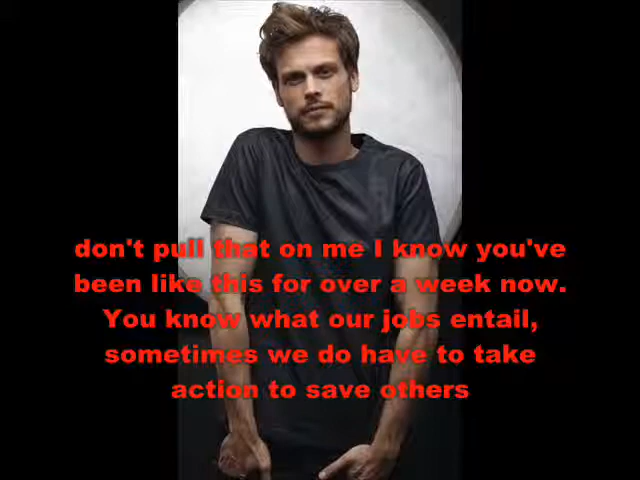 don't pull that on me I know you've
been like this for over a week now.
You know what our jobs entail,
sometimes we do have to take
action to save others